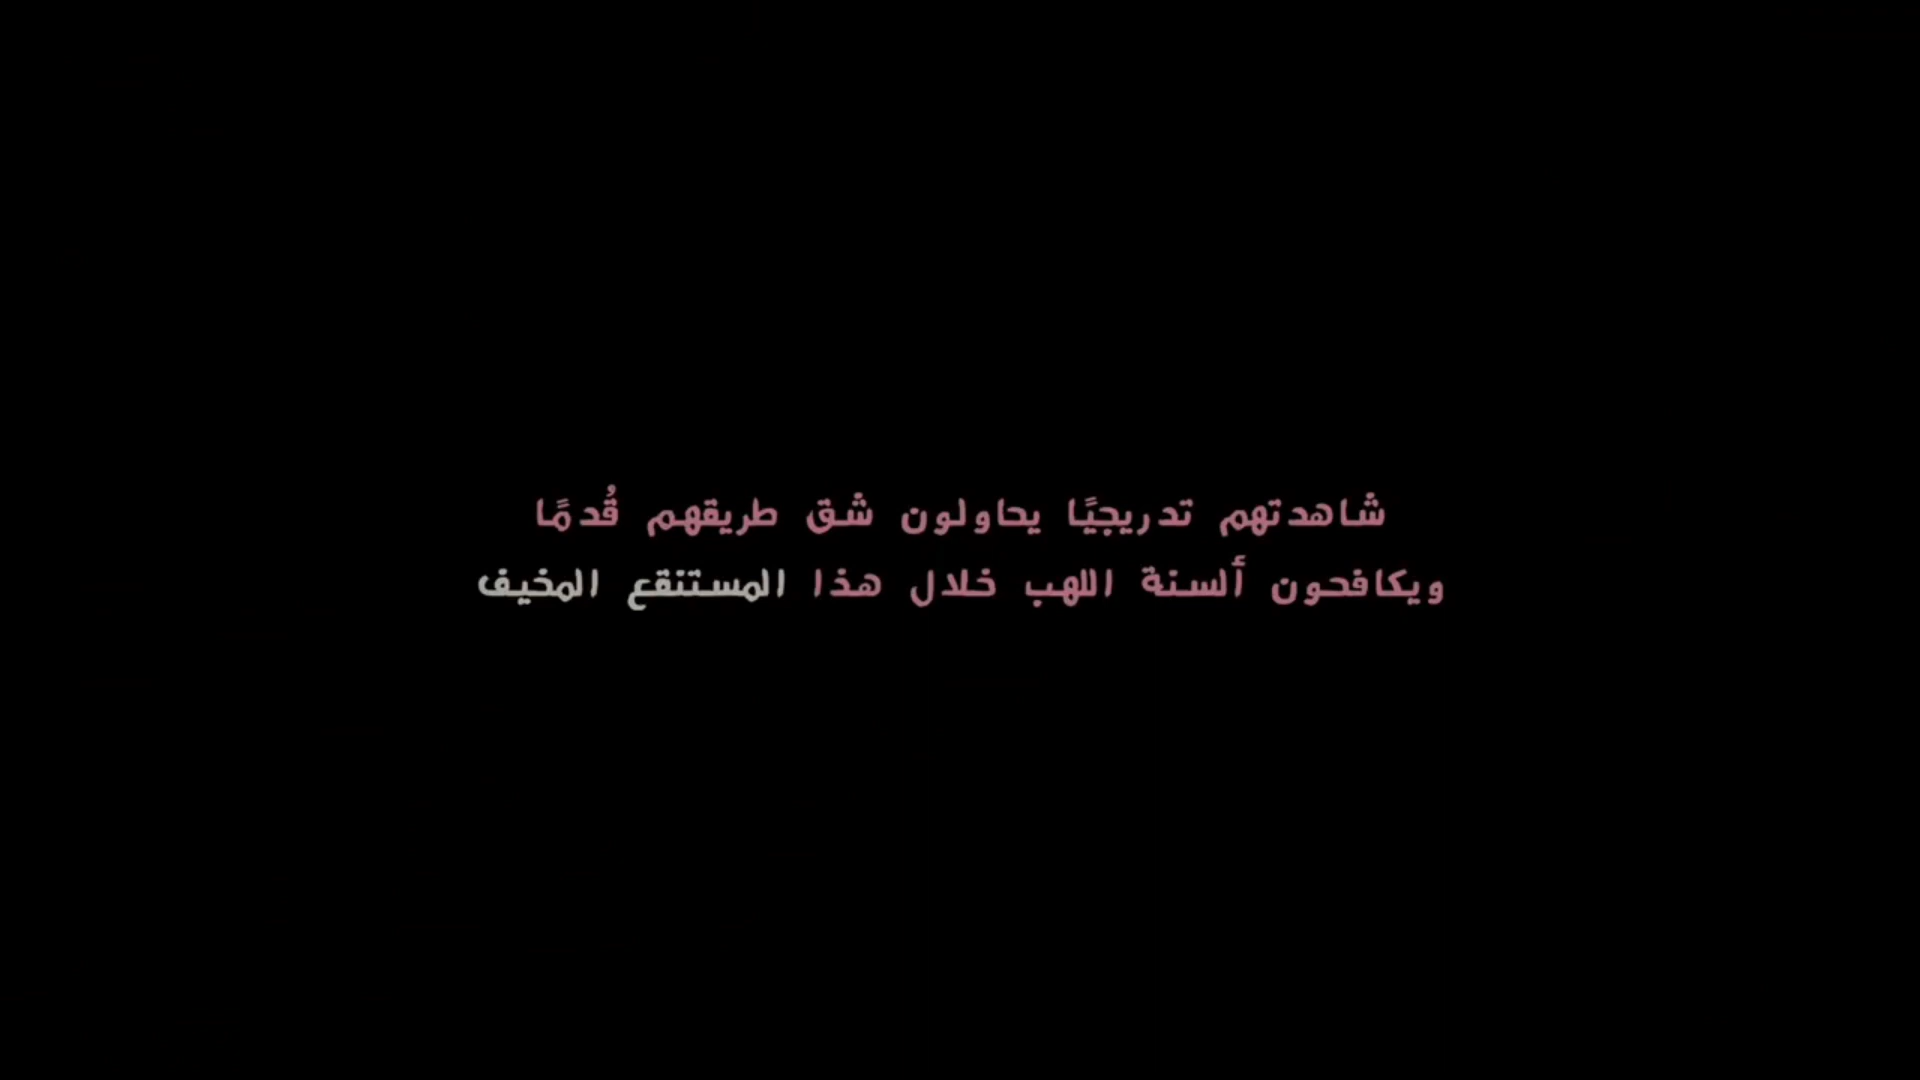 شاهدتهم تدريجيًا يحاولون شق طريقهم قُدمًا
ويكافحون ألسنة اللهب خلال هذا المستنقع المخيف